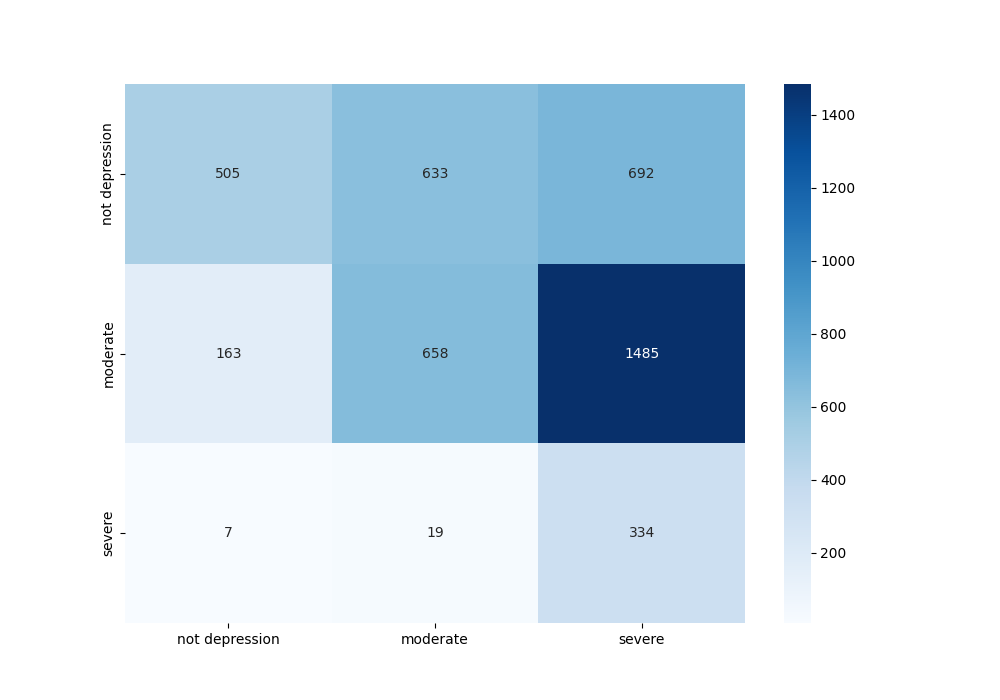 not depression
505
633
692
moderate
163
658
1485
severe
7
19
334
not depression
moderate
severe
1400
1200
1000
800
600
400
200